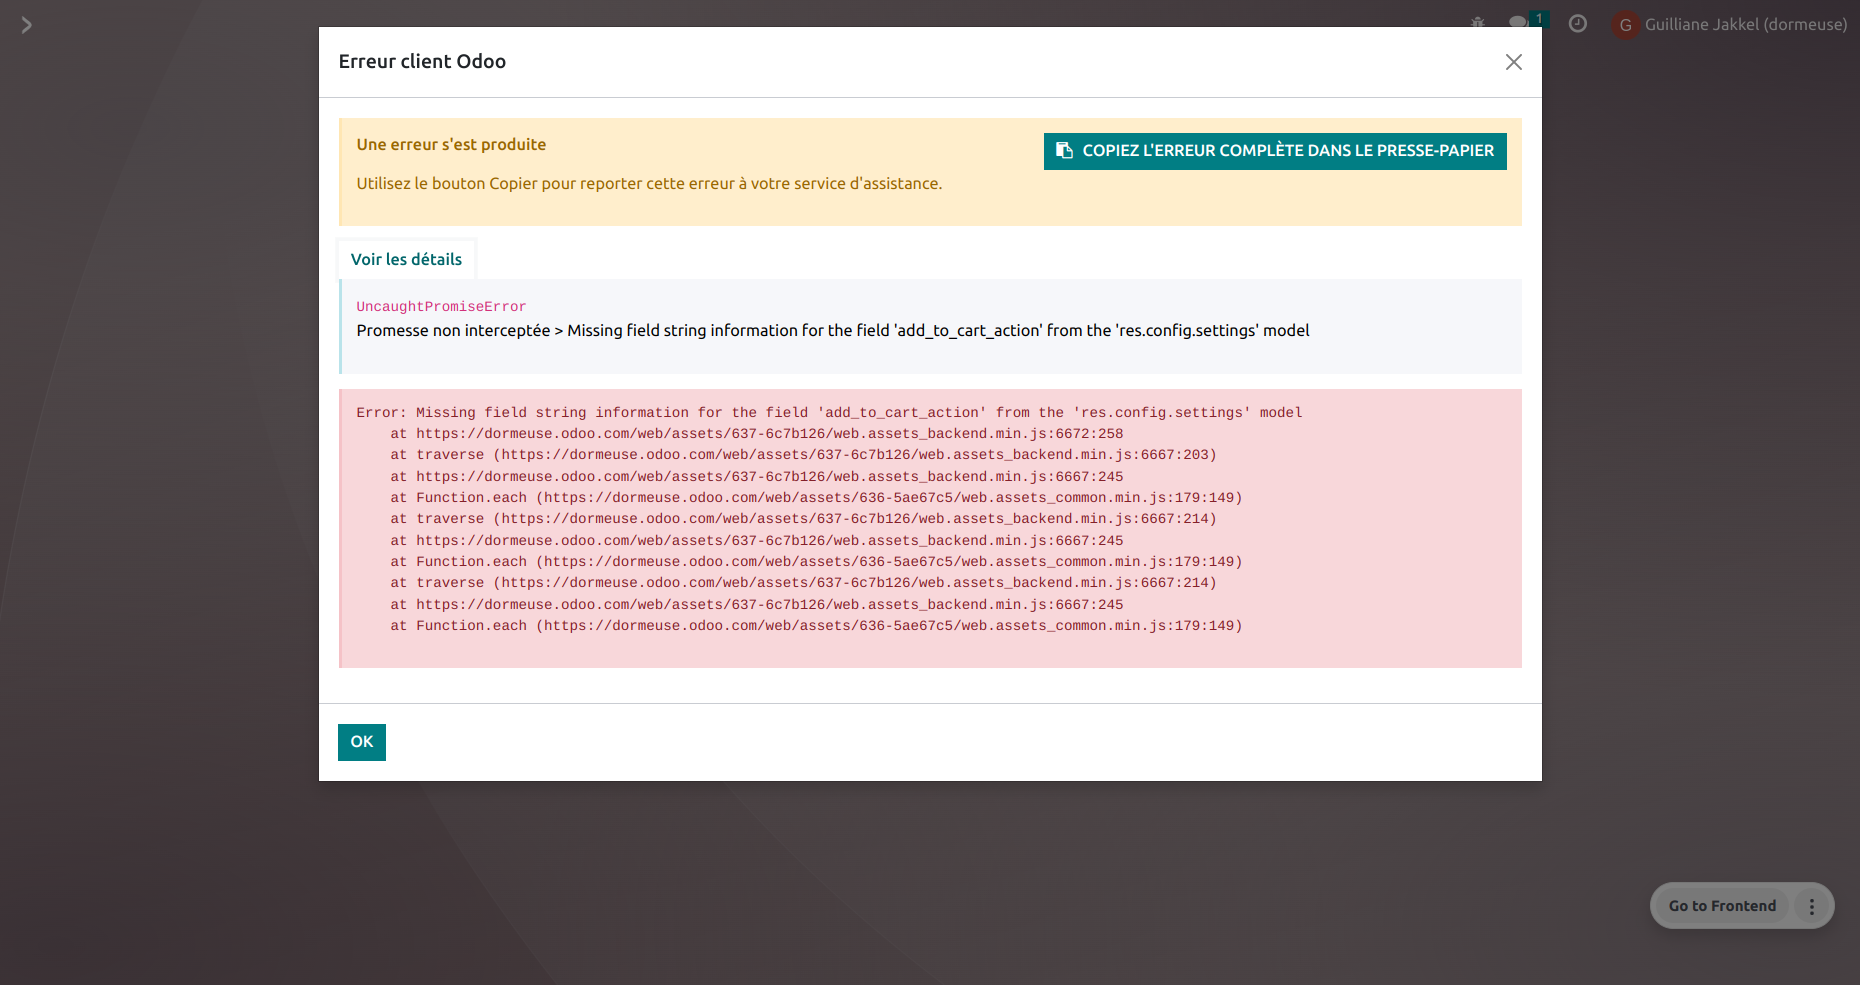 1
G Guilliane Jakkel (dormeuse)
Erreur client Odoo
Une erreur s'est produite
COPIEZ L'ERREUR COMPLÈTE DANS LE PRESSE-PAPIER
Utilisez le bouton Copier pour reporter cette erreur à votre service d'assistance.
Voir les détails
UncaughtPromiseError
Promesse non interceptée > Missing field string information for the field 'add_to_cart_action' from the 'res.config.settings' model
Error: Missing field string information for the field 'add_to_cart_action' from the 'res.config.settings' model
at https://dormeuse.odoo.com/web/assets/637-6c7b126/web.assets_backend.min.js:6672:258
at traverse (https://dormeuse.odoo.com/web/assets/637-6c7b126/web.assets_backend.min.js:6667:203)
at https://dormeuse.odoo.com/web/assets/637-6c7b126/web.assets_backend.min.js:6667:245
at Function.each (https://dormeuse.odoo.com/web/assets/636-5ae67c5/web.assets_common.min.js:179:149)
at traverse (https://dormeuse.odoo.com/web/assets/637-6c7b126/web.assets_backend.min.js:6667:214)
at https://dormeuse.odoo.com/web/assets/637-6c7b126/web.assets_backend.min.js:6667:245
at Function.each (https://dormeuse.odoo.com/web/assets/636-5ae67c5/web.assets_common.min.js:179:149)
at traverse (https://dormeuse.odoo.com/web/assets/637-6c7b126/web.assets_backend.min.js:6667:214)
at https://dormeuse.odoo.com/web/assets/637-6c7b126/web.assets_backend.min.js:6667:245
at Function.each (https://dormeuse.odoo.com/web/assets/636-5ae67c5/web.assets_common.min.js:179:149)
OK
Go to Frontend